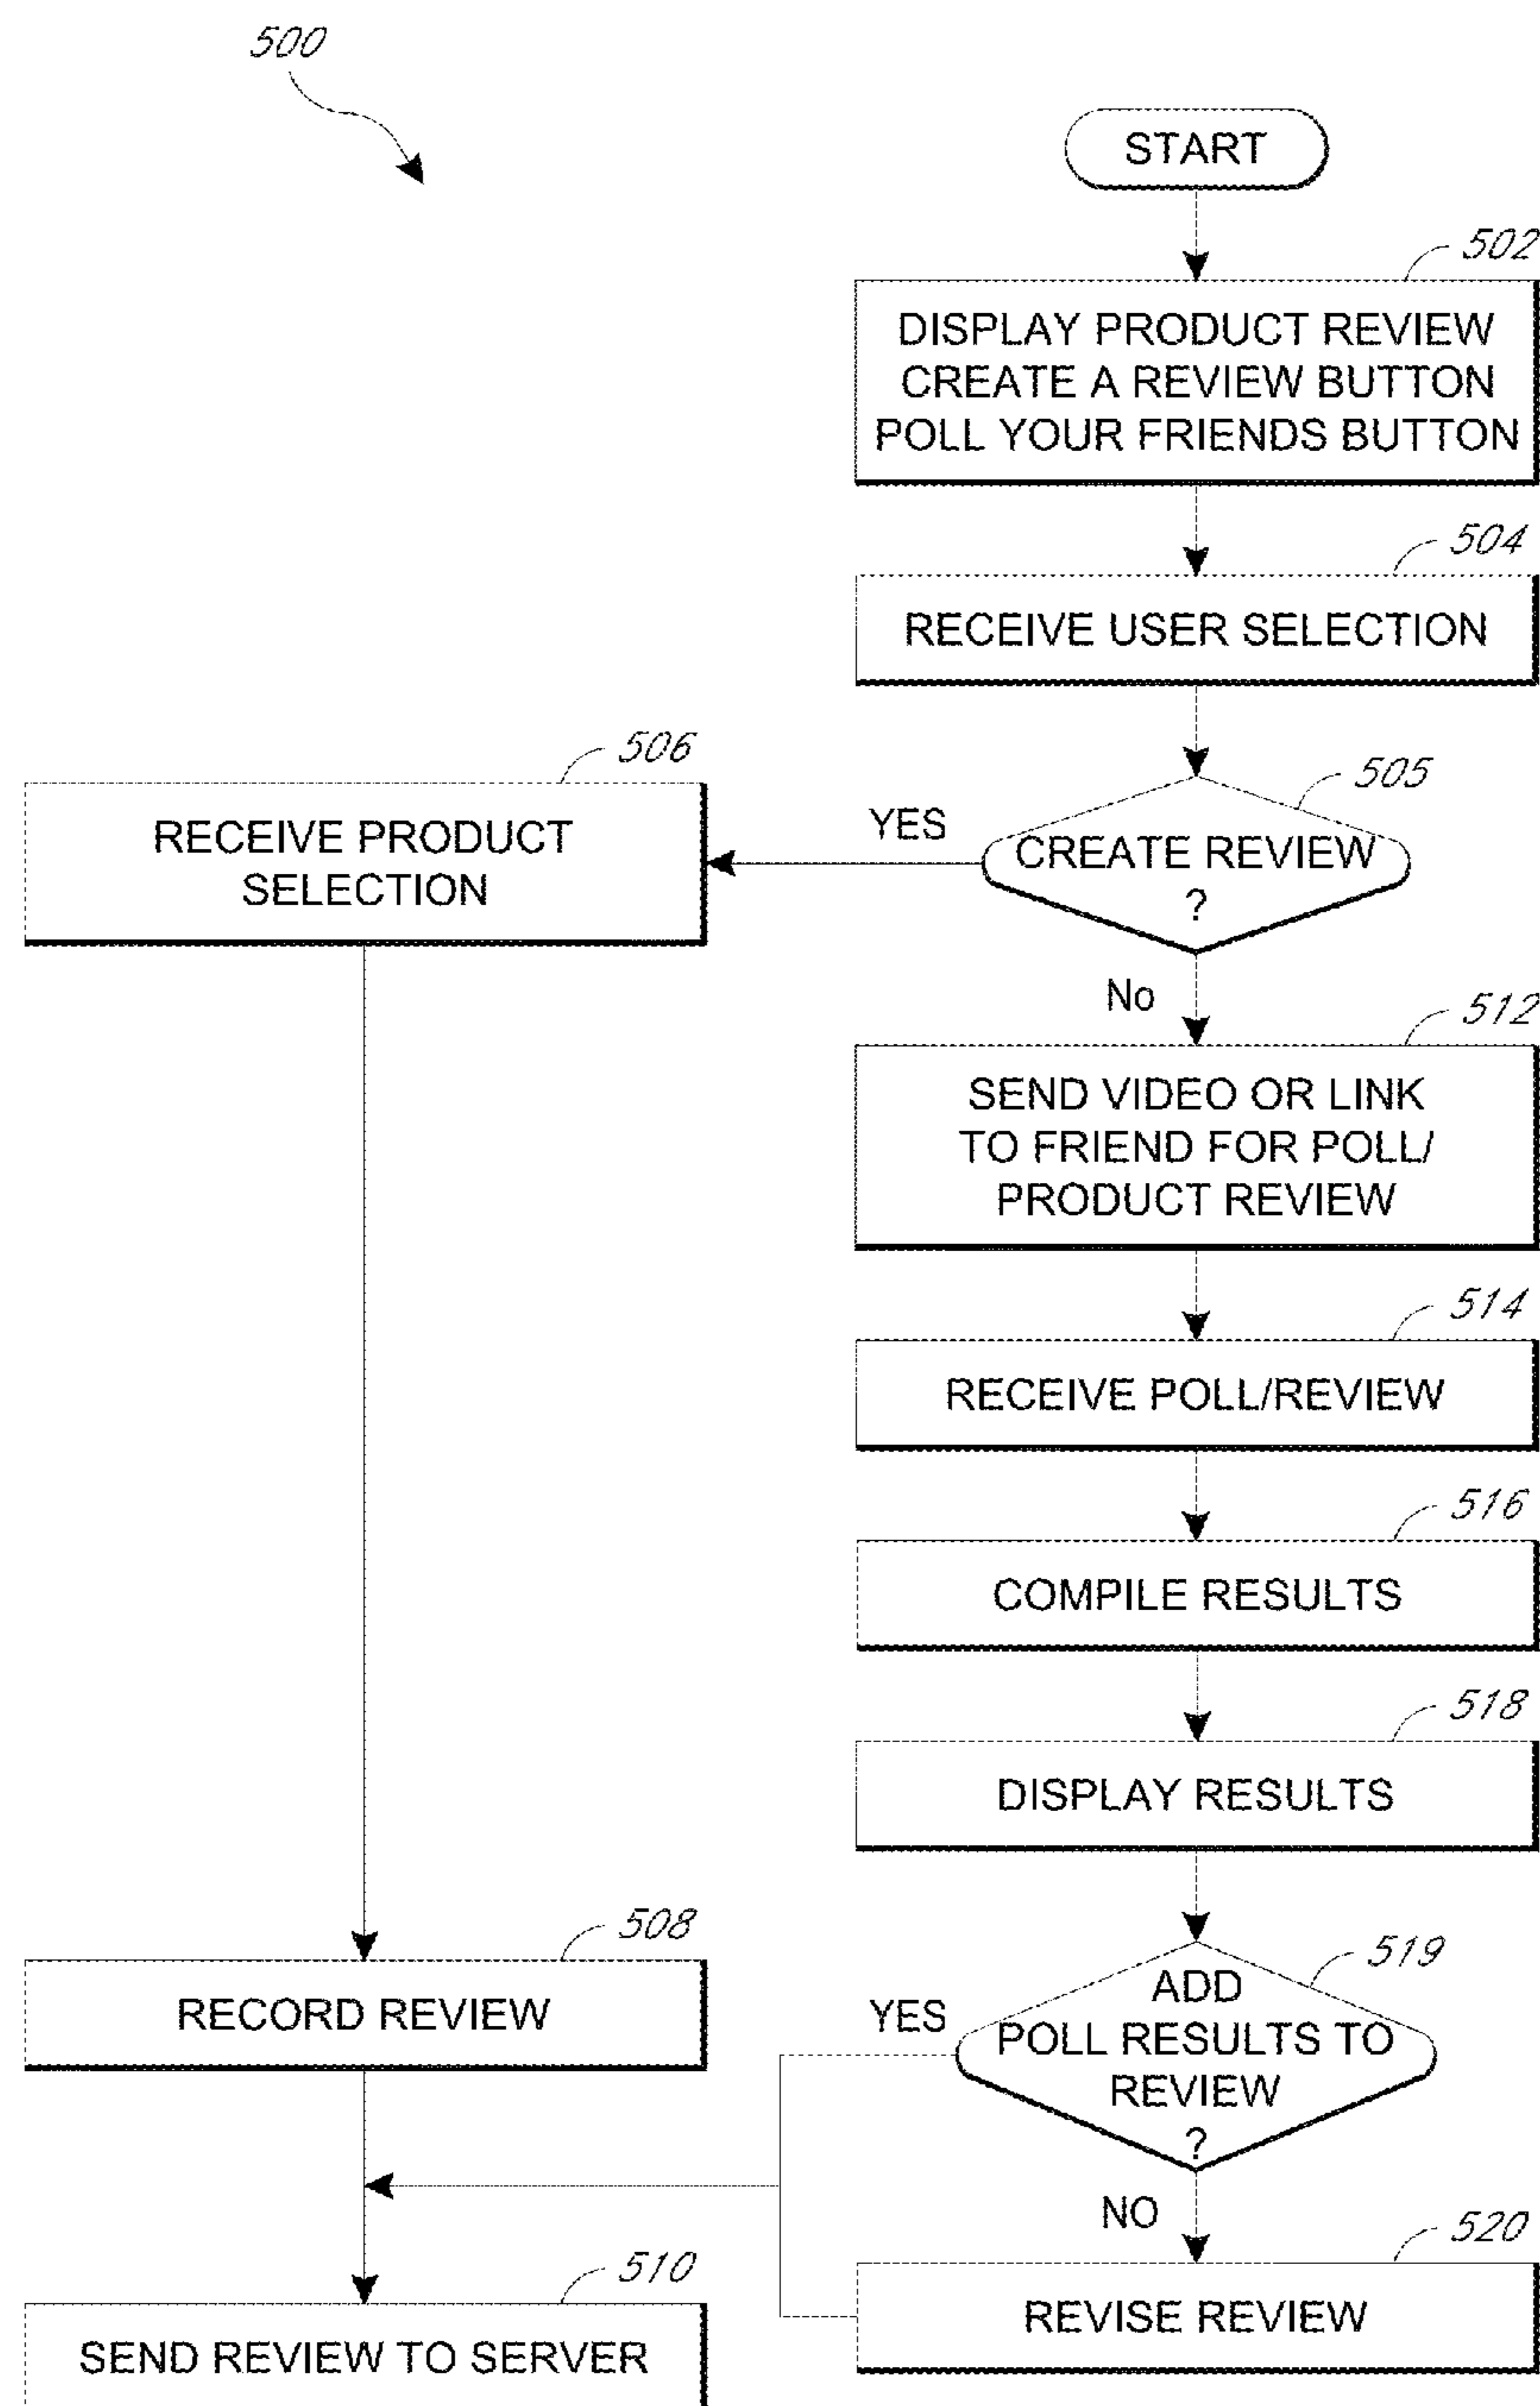 500
START
502
DISPLAY PRODUCT REVIEW
CREATE A REVIEW BUTTON
POLL YOUR FRIENDS BUTTON
504
RECEIVE USER SELECTION
506
RECEIVE PRODUCT
SELECTION
YES
505
CREATE REVIEW
?
No
512
SEND VIDEO OR LINK
TO FRIEND FOR POLL/
PRODUCT REVIEW
514
RECEIVE POLL/REVIEW
516
COMPILE RESULTS
518
DISPLAY RESULTS
508
RECORD REVIEW
YES
519
ADD
POLL RESULTS TO
REVIEW
?
NO
520
REVISE REVIEW
510
SEND REVIEW TO SERVER